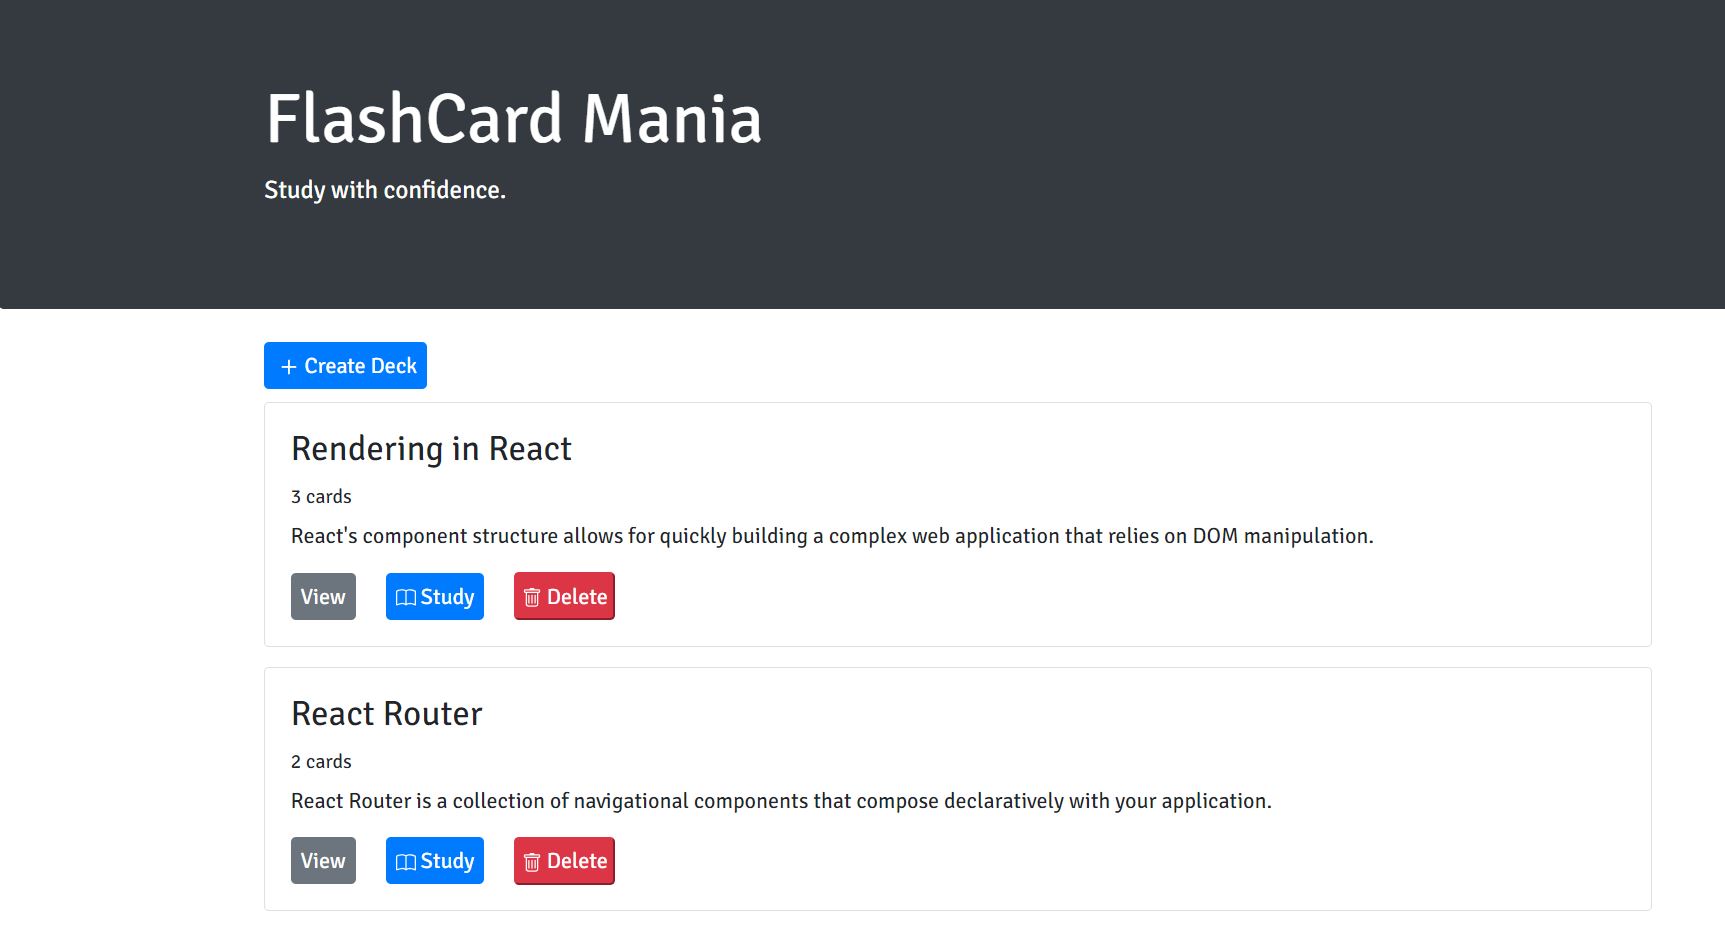 FlashCard Mania
Study with confidence.
+ Create Deck
Rendering in React
3 cards
React's component structure allows for quickly building a complex web application that relies on DOM manipulation.
View Study Delete
React Router
2 cards
React Router is a collection of navigational components that compose declaratively with your application.
View Study Delete